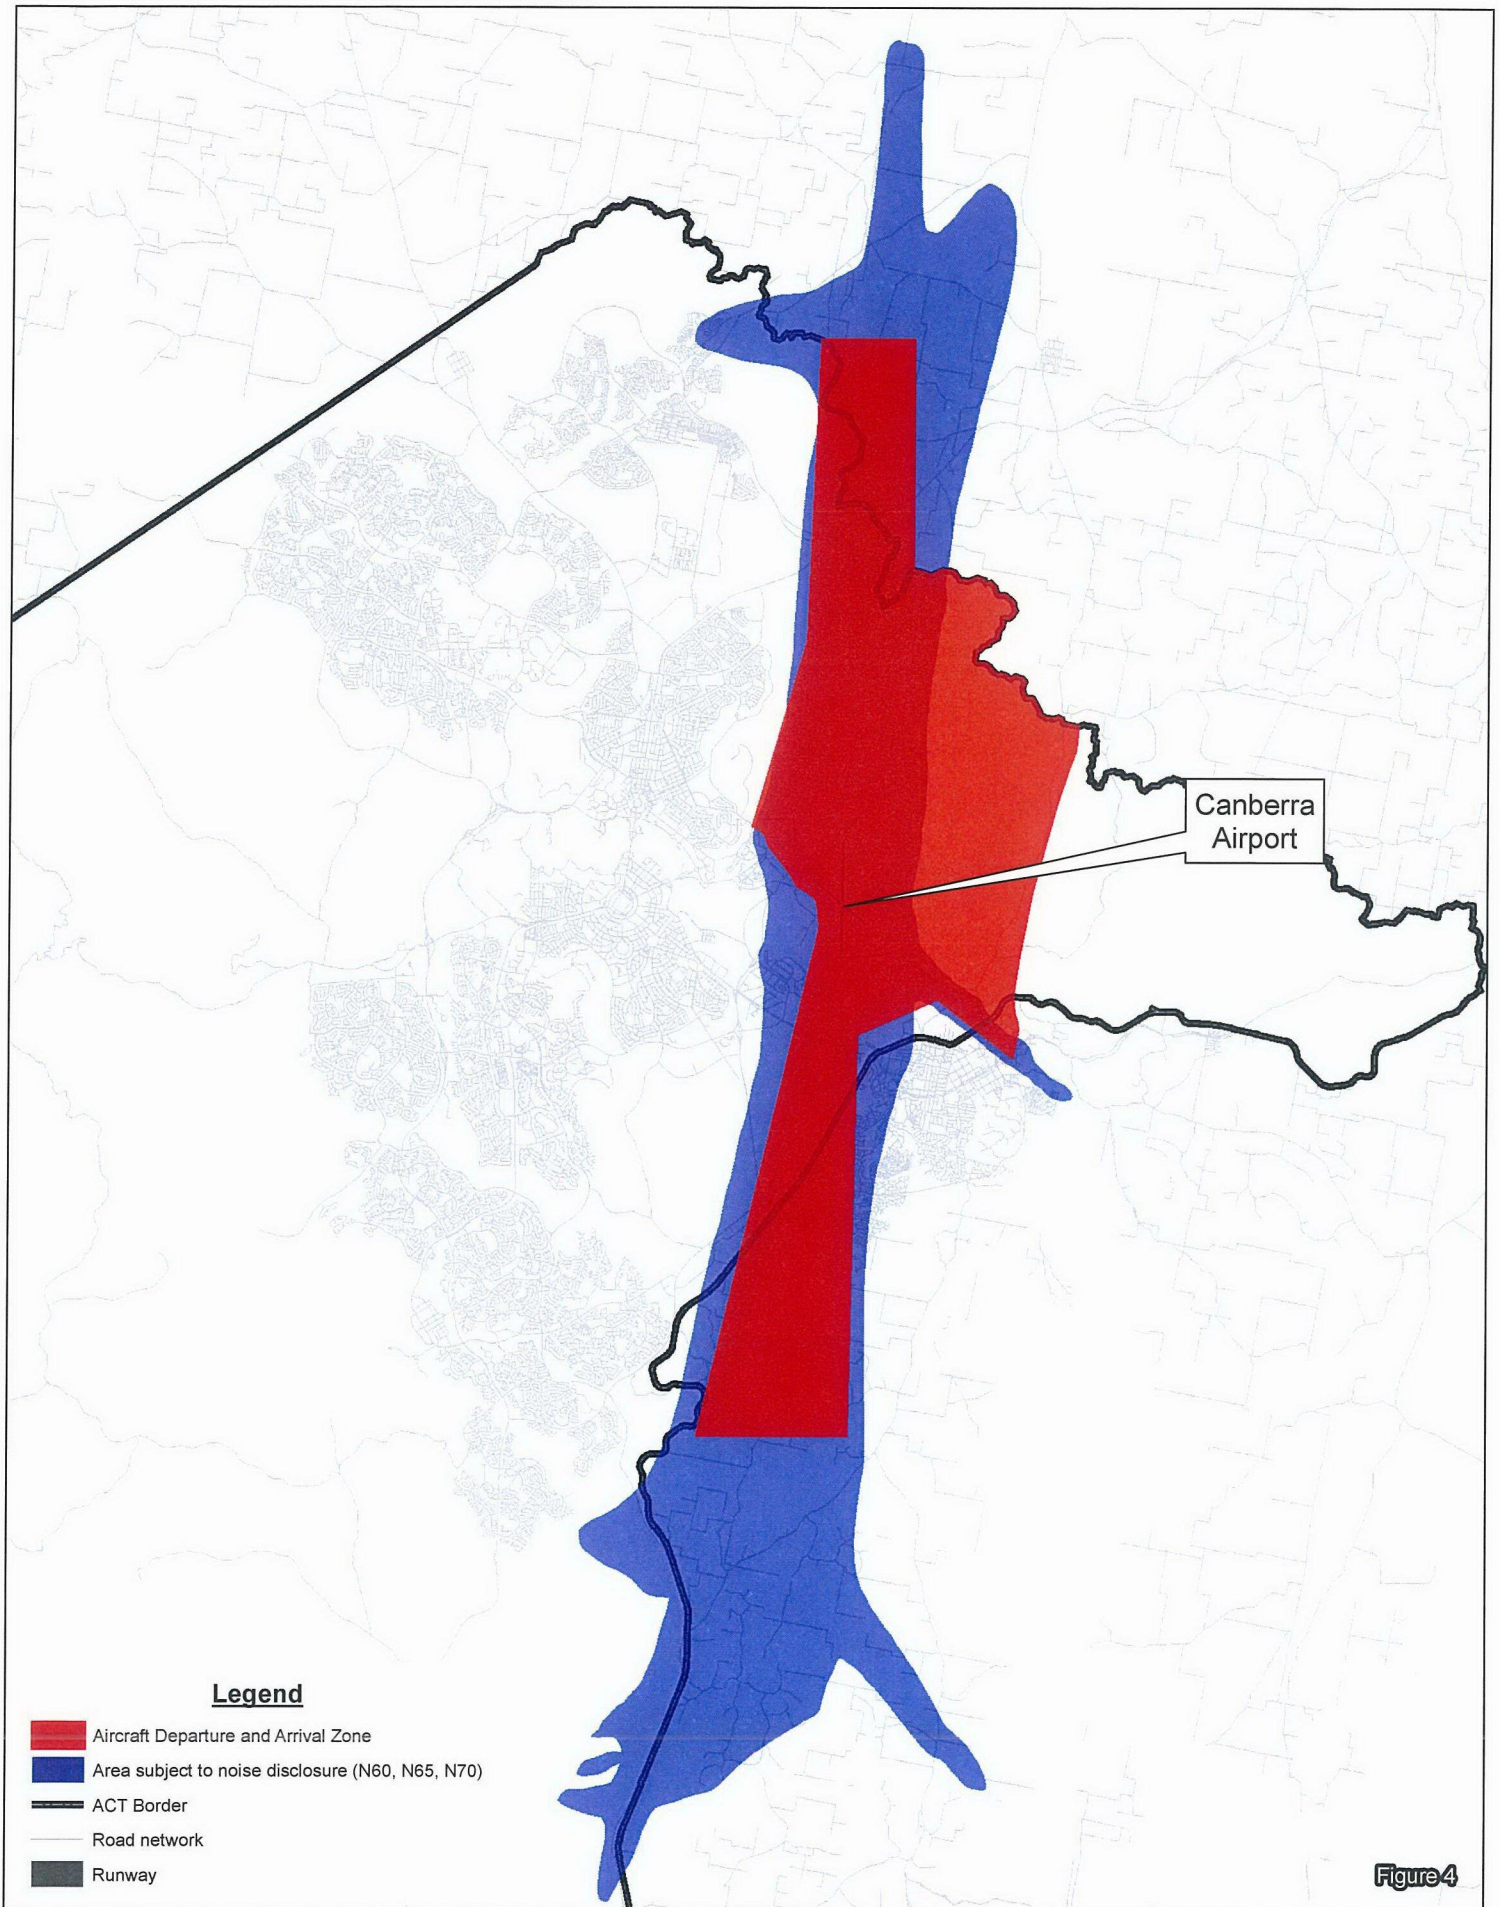 Canberra
Airport
Legend
Aircraft Departure and Arrival Zone
Area subject to noise disclosure (N60, N65, N70)
ACT Border
Road network
Runway
Figure 4